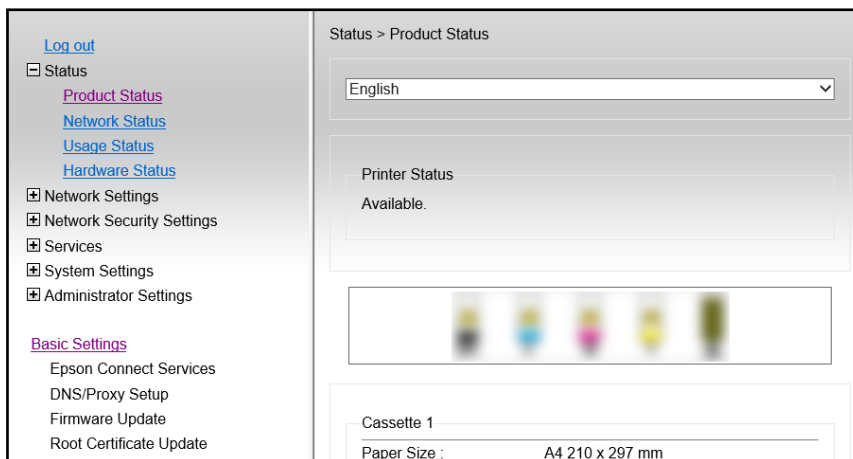 Log out
Status
Product Status
Network Status
Usage Status
Hardware Status
Network Settings
Network Security Settings
Services
System Settings
Administrator Settings
Basic Settings
Epson Connect Services
DNS/Proxy Setup
Firmware Update
Root Certificate Update
Status > Product Status
English
Printer Status
Available.
Cassette 1
Paper Size : A4 210 x 297 mm